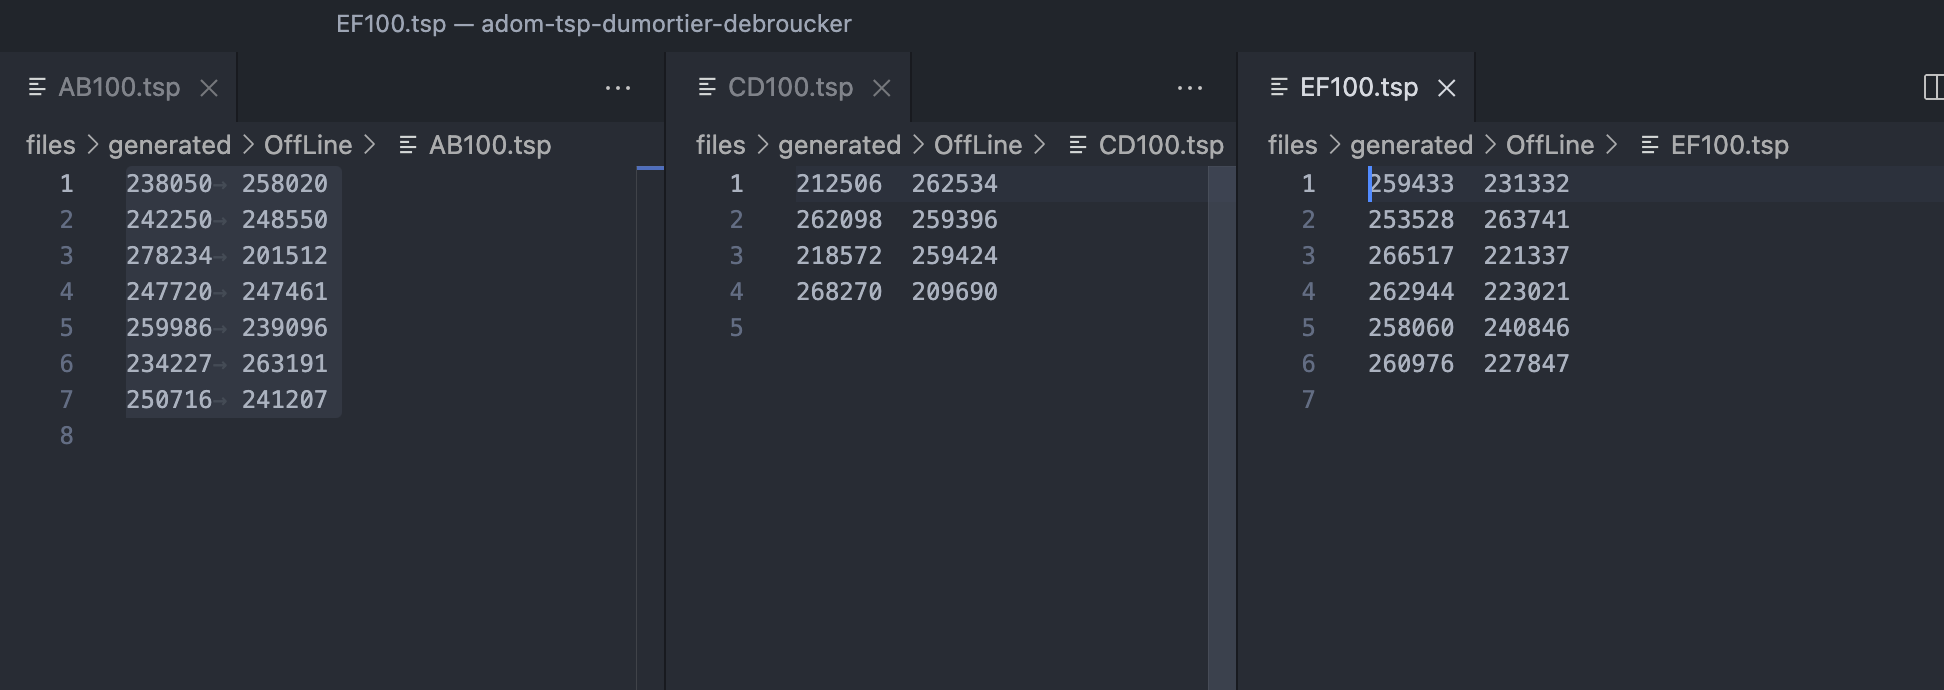 EF100.tsp — adom-tsp-dumortier-debroucker
AB100.tsp
files > generated > OffLine > AB100.tsp
1 238050→ 258020
2 242250→ 248550
3 278234→ 201512
4 247720→ 247461
5 259986→ 239096
6 234227→ 263191
7 250716→ 241207
8
CD100.tsp
files > generated > OffLine > CD100.tsp
1 212506 262534
2 262098 259396
3 218572 259424
4 268270 209690
5
EF100.tsp
files > generated > OffLine > EF100.tsp
1 259433 231332
2 253528 263741
3 266517 221337
4 262944 223021
5 258060 240846
6 260976 227847
7